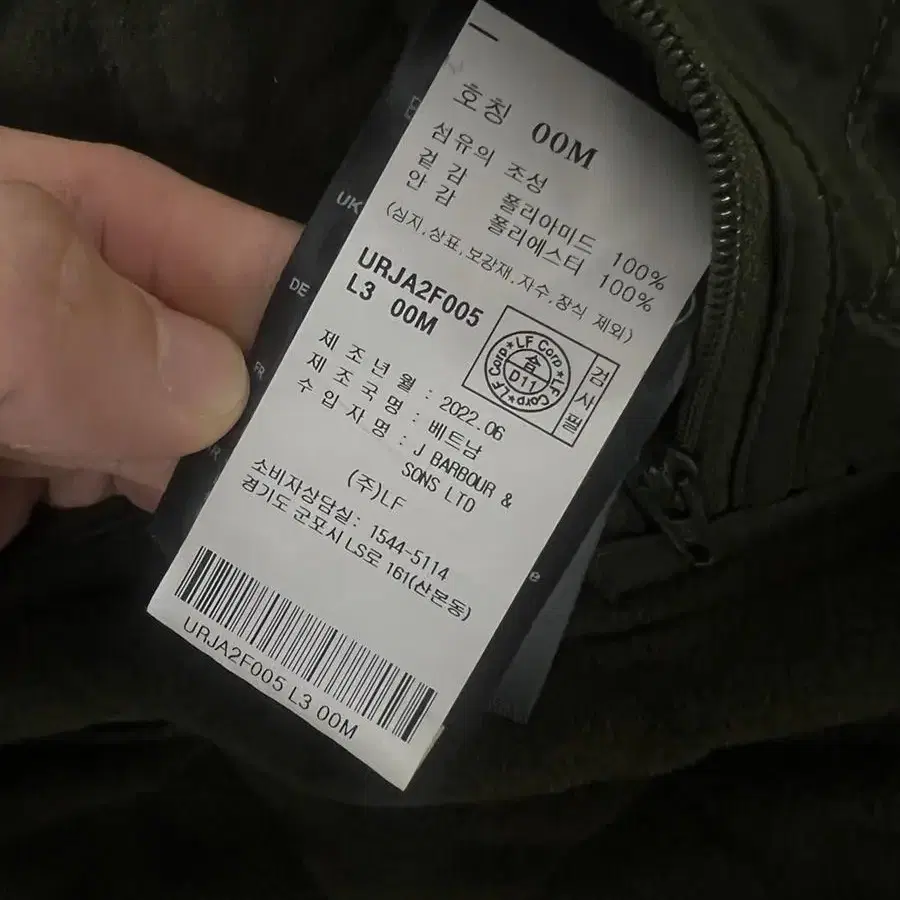 호칭 00M
섬유의 조성
겉감 폴리아미드 100%
안감 폴리에스터 100%
(심지,상표,보강재,자수,장식 제외)
URJA2F005
L3 00M
LF Corp★LF Corp★LF Corp★
D11
검사필
제조년월 : 2022.06
제조국명 : 베트남
수입자명 : J BARBOUR &
SONS LTD
(주)LF
소비자상담실: 1544-5114
경기도 군포시 LS로 161(산본동)
URJA2F005 L3 00M
UK
DE
FR
e